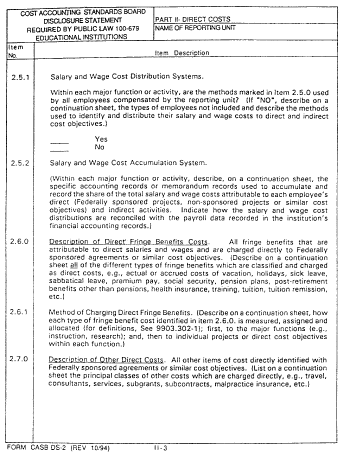 COST ACCOUNTING STANDARDS BOARD
DISCLOSURE STATEMENT
REQUIRED BY PUBLIC LAW 100-679
EDUCATIONAL INSTITUTIONS
PART II- DIRECT COSTS
NAME OF REPORTING UNIT
Item
No.
Item Description
2.5.1 Salary and Wage Cost Distribution Systems.
Within each major function or activity, are the methods marked in Item 2.5.0 used
by all employees compensated by the reporting unit? (If "NO", describe on a
continuation sheet, the types of employees not included and describe the methods
used to identify and distribute their salary and wage costs to direct and indirect
cost objectives.)
Yes
No
2.5.2 Salary and Wage Cost Accumulation System.
(Within each major function or activity, describe, on a continuation sheet, the
specific accounting records or memorandum records used to accumulate and
record the share of the total salary and wage costs attributable to each employee's
direct (Federally sponsored projects, non-sponsored projects or similar cost
objectives) and indirect activities. Indicate how the salary and wage cost
distributions are reconciled with the payroll data recorded in the institution's
financial accounting records.)
2.6.0 Description of Direct Fringe Benefits Costs. All fringe benefits that are
attributable to direct salaries and wages and are charged directly to Federally
sponsored agreements or similar cost objectives. (Describe on a continuation
sheet all of the different types of fringe benefits which are classified and charged
as direct costs, e.g., actual or accrued costs of vacation, holidays, sick leave,
sabbatical leave, premium pay, social security, pension plans, post-retirement
benefits other than pensions, health insurance, training, tuition, tuition remission,
etc.)
2.6.1 Method of Charging Direct Fringe Benefits. (Describe on a continuation sheet, how
each type of fringe benefit cost identified in item 2.6.0. is measured, assigned and
allocated (for definitions, See 9903.302-1); first, to the major functions (e.g.,
instruction, research); and, then to individual projects or direct cost objectives
within each function.)
2.7.0 Description of Other Direct Costs. All other items of cost directly identified with
Federally sponsored agreements or similar cost objectives. (List on a continuation
sheet the principal classes of other costs which are charged directly, e.g., travel,
consultants, services, subgrants, subcontracts, malpractice insurance, etc.)
FORM CASB DS-2 (REV 10/94) II-3